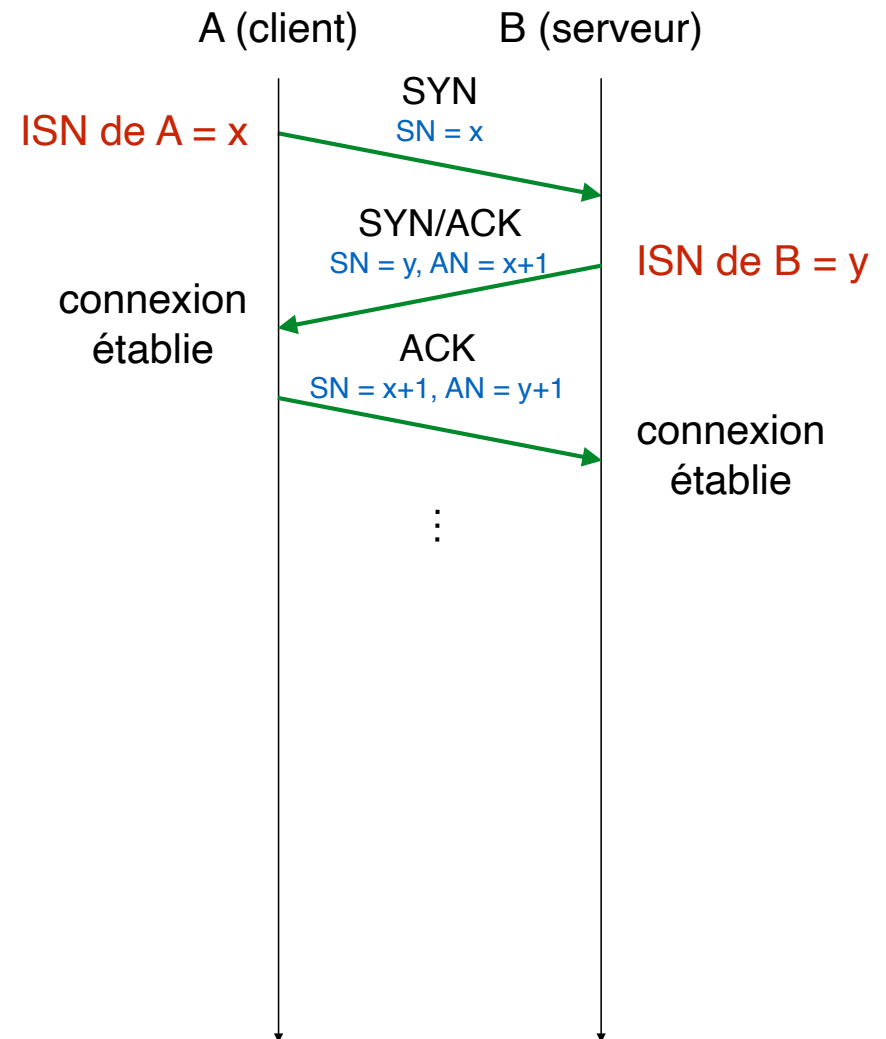 A (client)
B (serveur)
SYN
SN = x
ISN de A = x
SYN/ACK
SN = y, AN = x+1
ISN de B = y
connexion
établie
ACK
SN = x+1, AN = y+1
connexion
établie
⋮